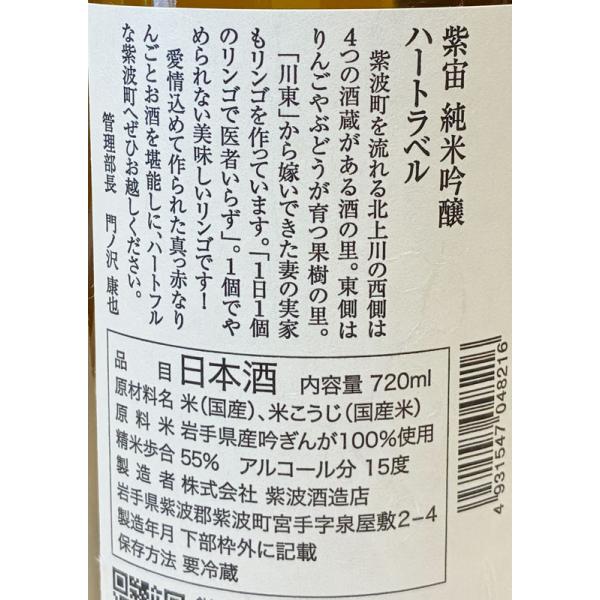 紫宙 純米吟醸
ハートラベル
紫波町を流れる北上川の西側は
4つの酒蔵がある酒の里。東側は
りんごやぶどうが育つ果樹の里。
「川東」から嫁いできた妻の実家
もリンゴを作っています。「1日1個
のリンゴで医者いらず」。1個でや
められない美味しいリンゴです!
愛情込めて作られた真っ赤なり
んごとお酒を堪能しに、ハートフル
な紫波町へぜひお越しください。
管理部長 門ノ沢 康也
品目 日本酒 内容量 720ml
原材料名 米(国産)、米こうじ(国産米)
原料米 岩手県産吟ぎんが100%使用
精米歩合 55% アルコール分 15度
製造者 株式会社 紫波酒造店
岩手県紫波郡紫波町宮手字泉屋敷2-4
製造年月 下部枠外に記載
保存方法 要冷蔵
4 931547 048216